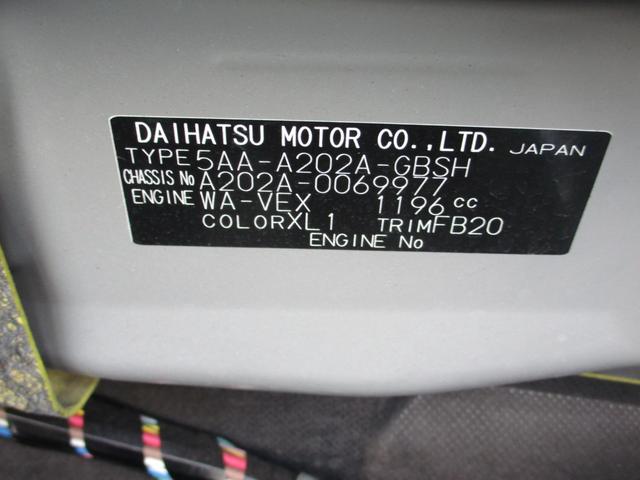 DAIHATSU MOTOR CO.,LTD. JAPAN
TYPE 5AA-A202A-GBSH
CHASSIS No A202A-0069977
ENGINE WA-VEX 1196 cc
COLOR XL1 TRIM FB20
ENGINE No